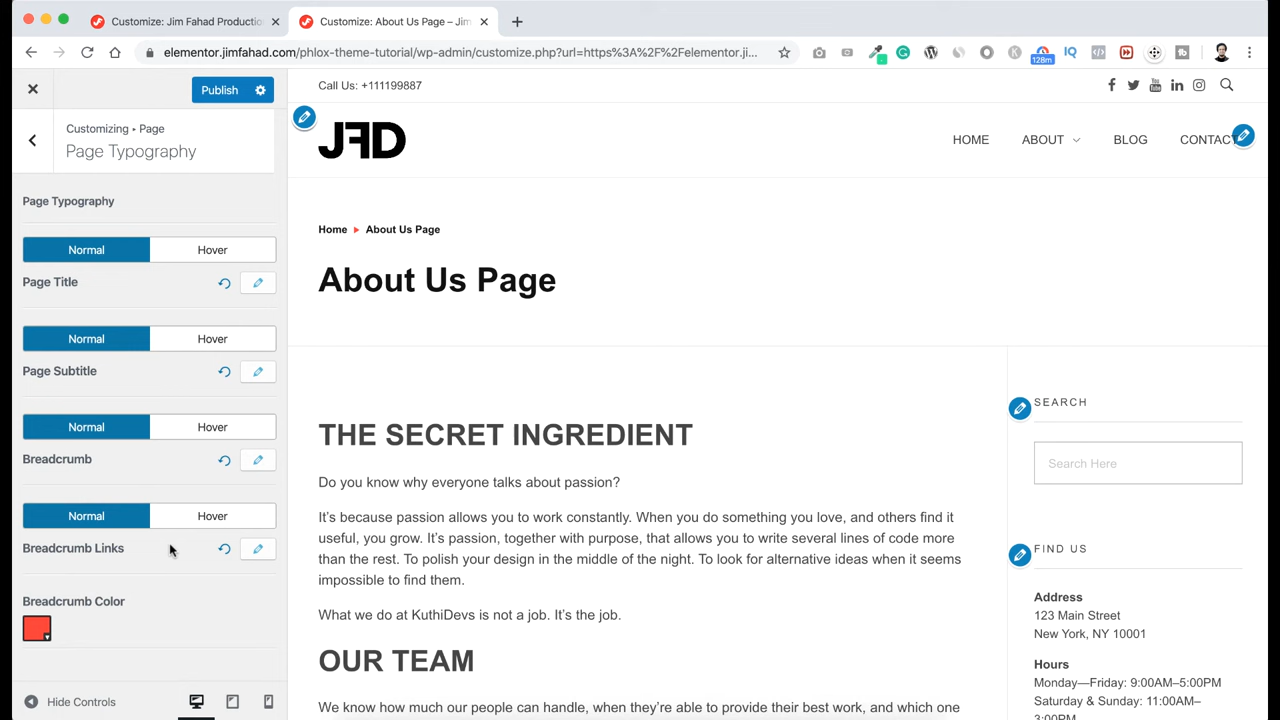 Customize: Jim Fahad Productio
Customize: About Us Page – Jim
elementor.jimfahad.com/phlox-theme-tutorial/wp-admin/customize.php?url=https%3A%2F%2Felementor.ji...
128m
Publish
Customizing ▸ Page
Page Typography
Page Typography
Normal Hover
Page Title
Normal Hover
Page Subtitle
Normal Hover
Breadcrumb
Normal Hover
Breadcrumb Links
Breadcrumb Color
Hide Controls
Call Us: +111199887
JFD
HOME ABOUT BLOG CONTACT
Home ▸ About Us Page
About Us Page
THE SECRET INGREDIENT
Do you know why everyone talks about passion?
It's because passion allows you to work constantly. When you do something you love, and others find it
useful, you grow. It's passion, together with purpose, that allows you to write several lines of code more
than the rest. To polish your design in the middle of the night. To look for alternative ideas when it seems
impossible to find them.
What we do at KuthiDevs is not a job. It's the job.
OUR TEAM
We know how much our people can handle, when they're able to provide their best work, and which one
SEARCH
Search Here
FIND US
Address
123 Main Street
New York, NY 10001
Hours
Monday—Friday: 9:00AM–5:00PM
Saturday & Sunday: 11:00AM–
3:00PM